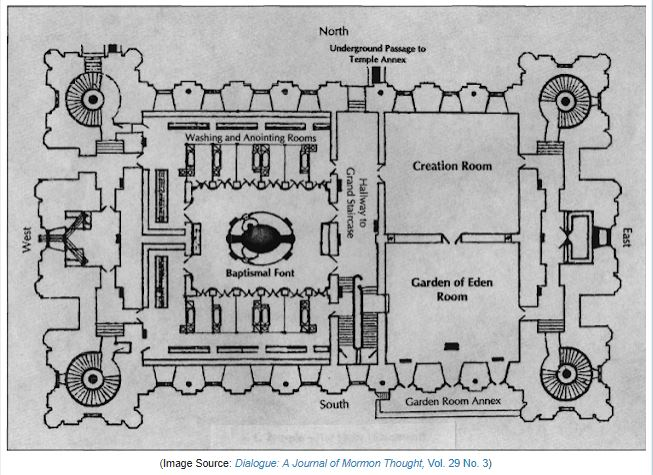 North
Underground Passage to
Temple Annex
Washing and Anointing Rooms
Creation Room
Hallway to
Grand Staircase
West
East
Baptismal Font
Garden of Eden
Room
South
Garden Room Annex
(Image Source: Dialogue: A Journal of Mormon Thought, Vol. 29 No. 3)